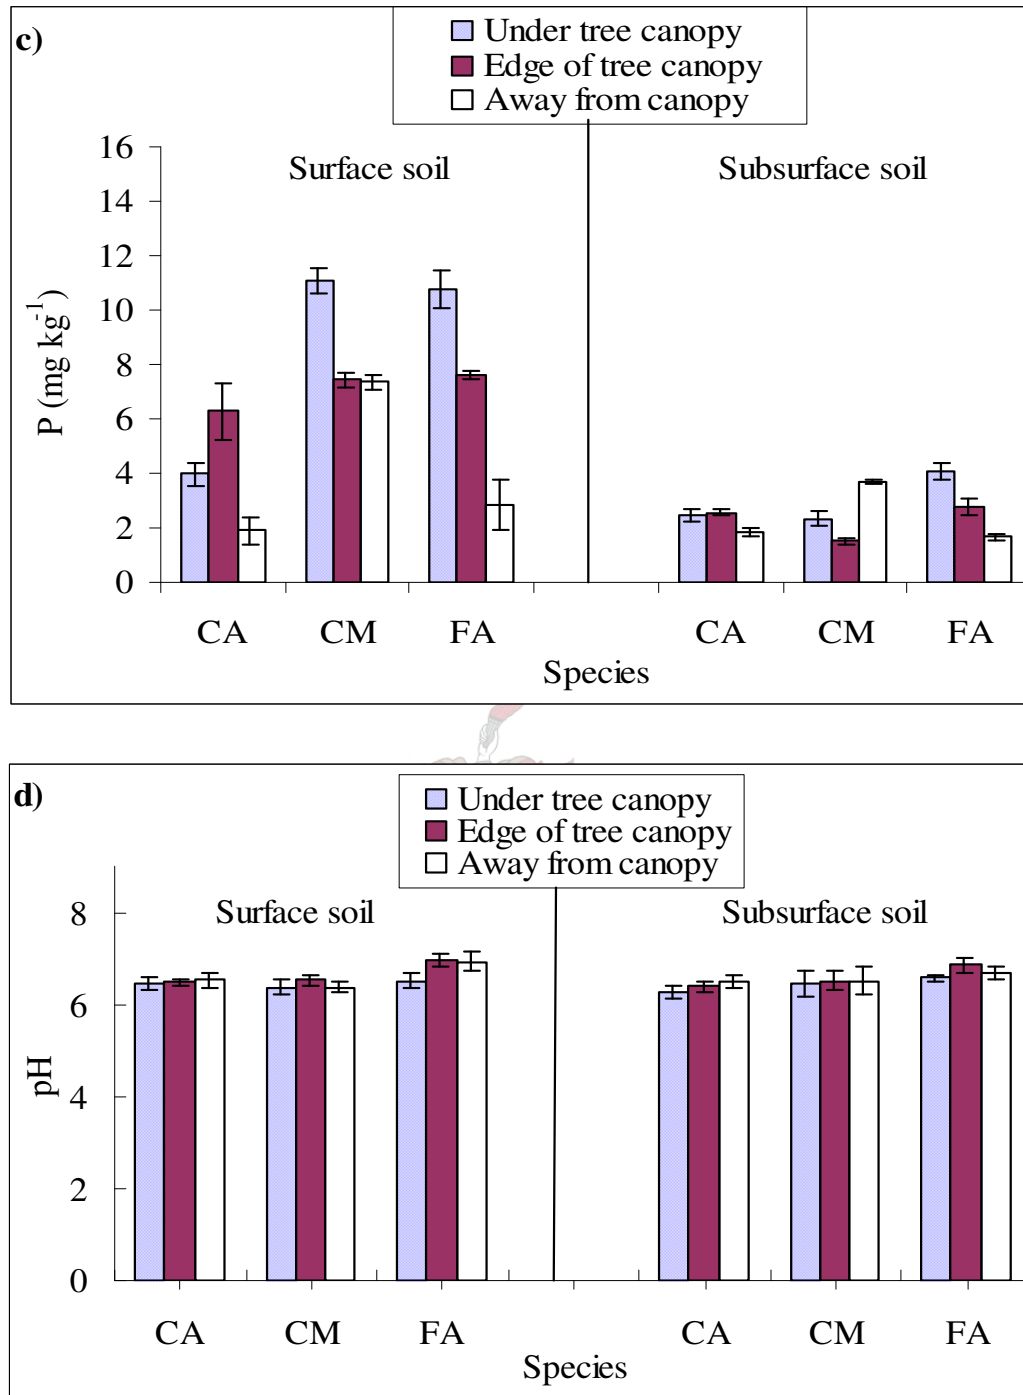 c)
Under tree canopy
Edge of tree canopy
Away from canopy
Surface soil
Subsurface soil
P (mg kg⁻¹)
16
14
12
10
8
6
4
2
0
CA CM FA CA CM FA
Species
d)
Under tree canopy
Edge of tree canopy
Away from canopy
Surface soil
Subsurface soil
pH
8
6
4
2
0
CA CM FA CA CM FA
Species